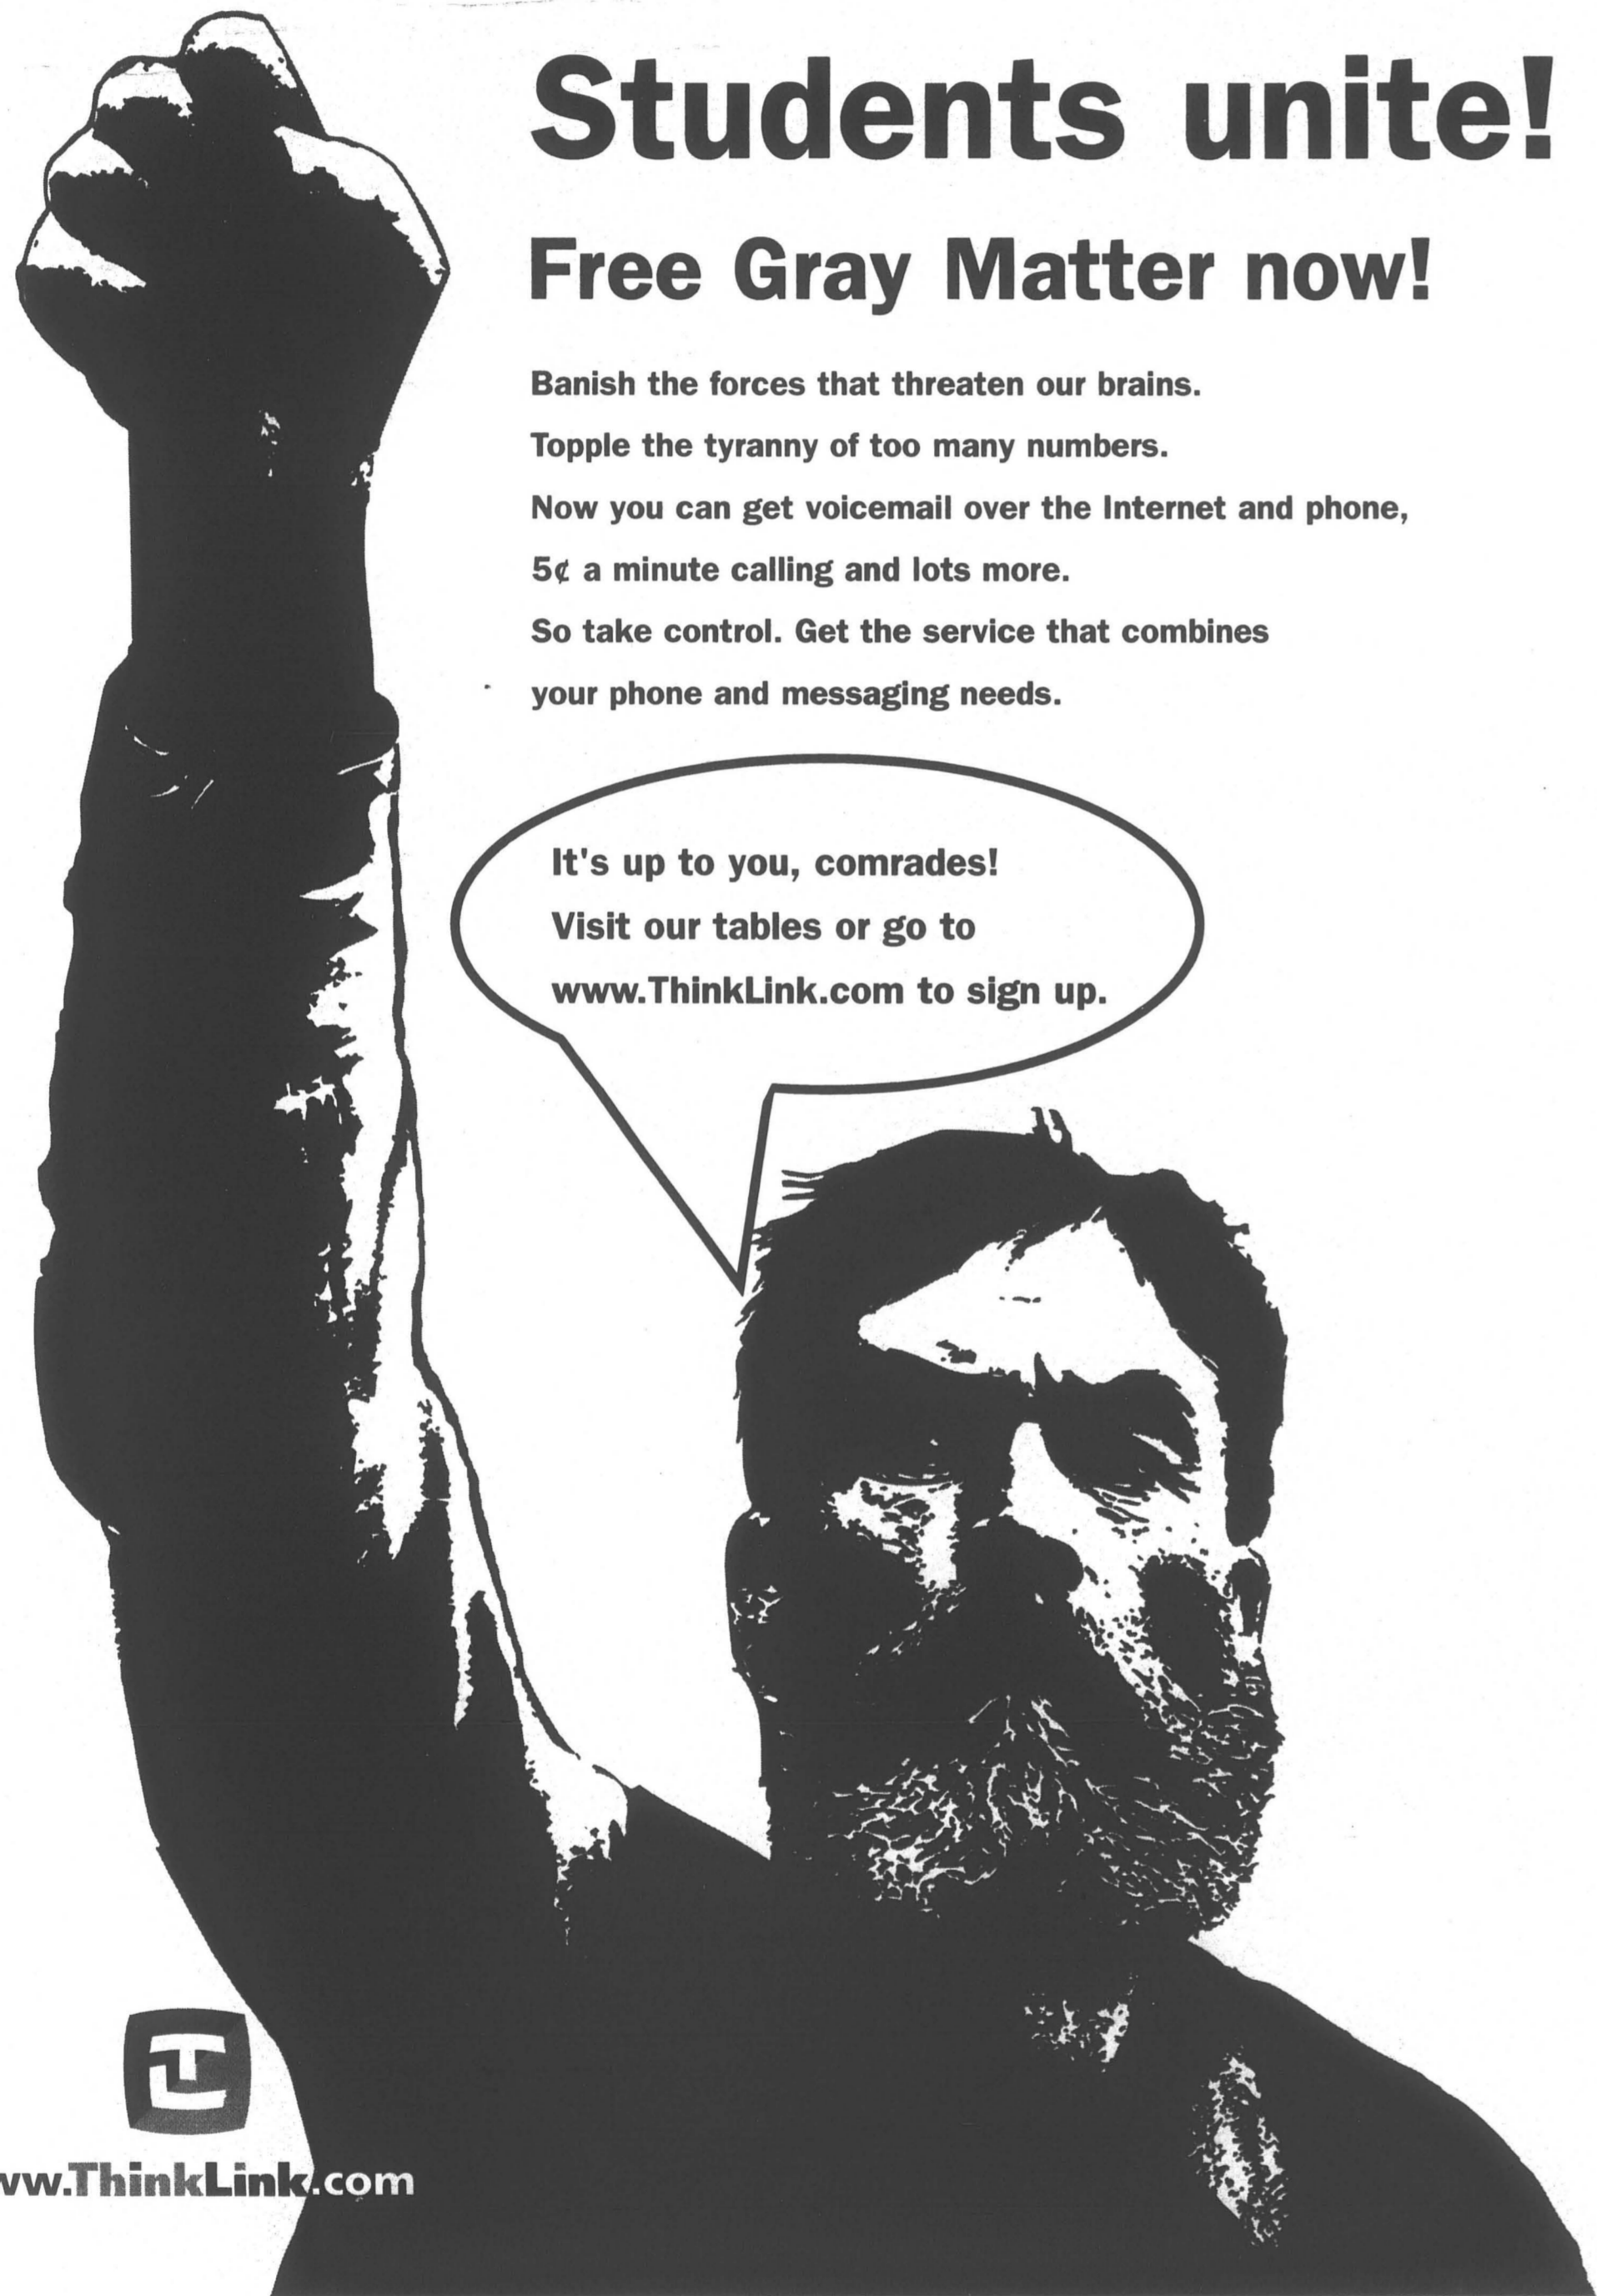 Students unite!
Free Gray Matter now!
Banish the forces that threaten our brains.
Topple the tyranny of too many numbers.
Now you can get voicemail over the Internet and phone,
5¢ a minute calling and lots more.
So take control. Get the service that combines
your phone and messaging needs.
It's up to you, comrades!
Visit our tables or go to
www.ThinkLink.com to sign up.
TL
ww.ThinkLink.com